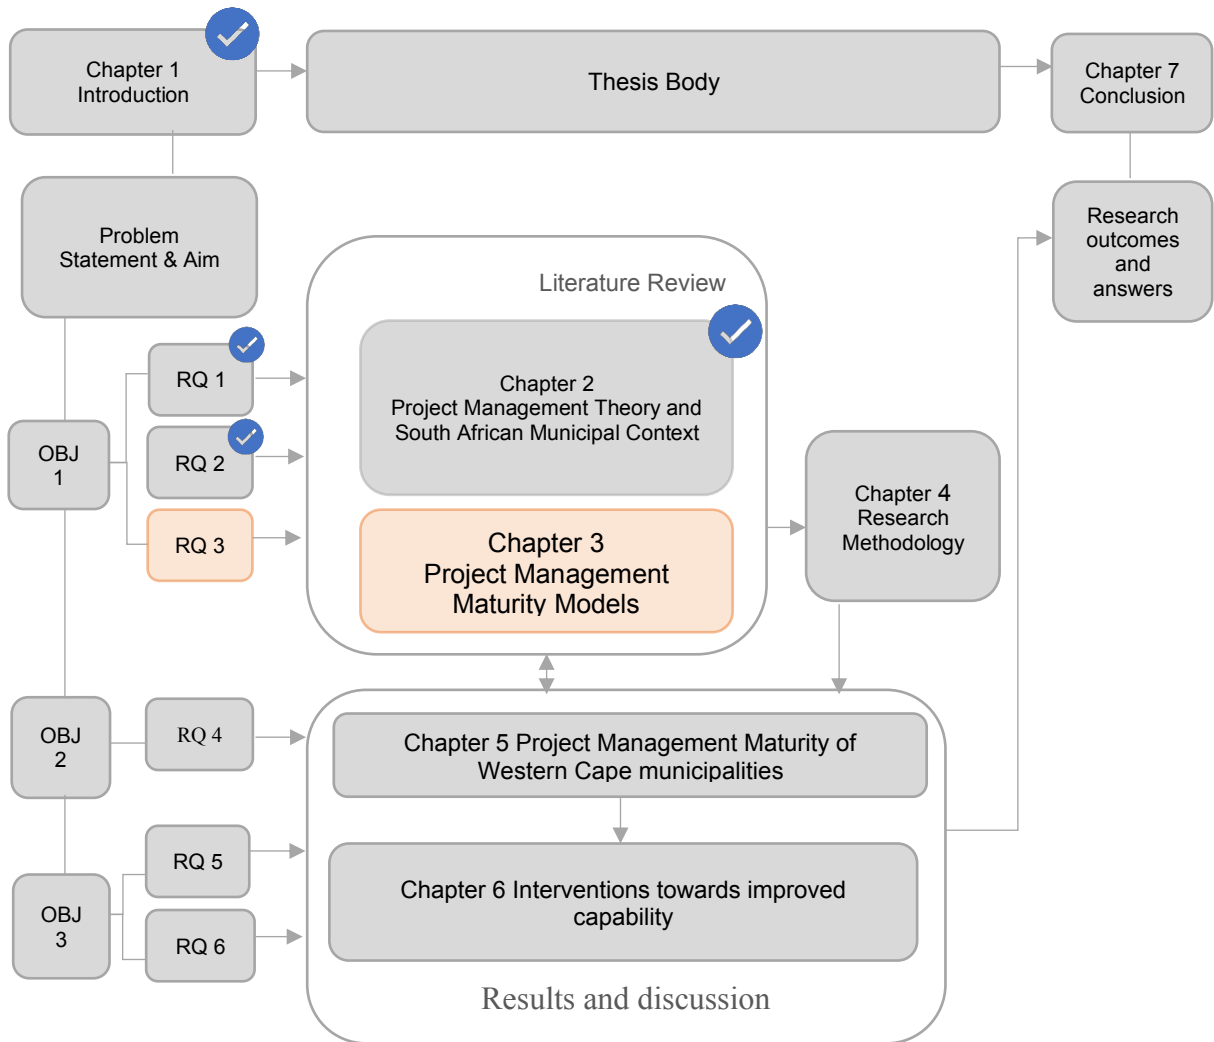 Chapter 1
Introduction
Thesis Body
Chapter 7
Conclusion
Problem
Statement & Aim
Research
outcomes
and
answers
Literature Review
RQ 1
Chapter 2
Project Management Theory and
South African Municipal Context
OBJ
1
RQ 2
RQ 3
Chapter 3
Project Management
Maturity Models
Chapter 4
Research
Methodology
OBJ
2
RQ 4
Chapter 5 Project Management Maturity of
Western Cape municipalities
RQ 5
OBJ
3
RQ 6
Chapter 6 Interventions towards improved
capability
Results and discussion